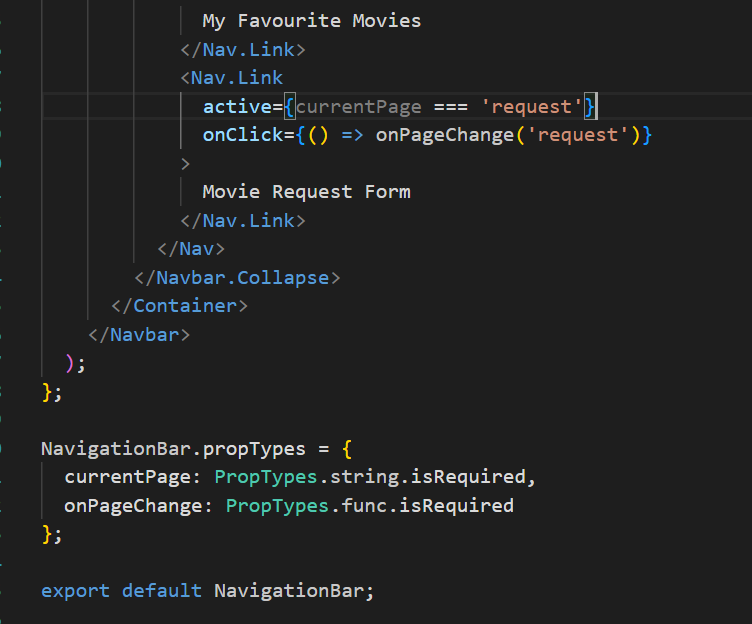 My Favourite Movies
</Nav.Link>
<Nav.Link
active={currentPage === 'request'}
onClick={() => onPageChange('request')}
>
Movie Request Form
</Nav.Link>
</Nav>
</Navbar.Collapse>
</Container>
</Navbar>
);
};
NavigationBar.propTypes = {
currentPage: PropTypes.string.isRequired,
onPageChange: PropTypes.func.isRequired
};
export default NavigationBar;